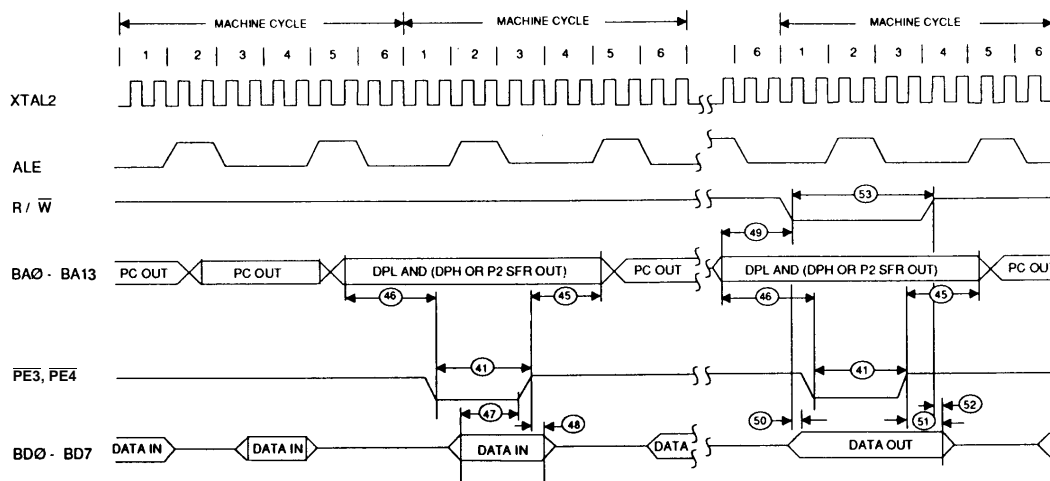 MACHINE CYCLE MACHINE CYCLE MACHINE CYCLE
1 2 3 4 5 6 1 2 3 4 5 6 6 1 2 3 4 5 6
XTAL2
ALE
R / W
53
49
BAØ - BA13 PC OUT PC OUT DPL AND (DPH OR P2 SFR OUT) PC OUT DPL AND (DPH OR P2 SFR OUT) PC OU
46 45 46 45
PE3, PE4 41 41
47 48 50 51 52
BDØ - BD7 DATA IN DATA IN DATA IN DATA DATA OUT